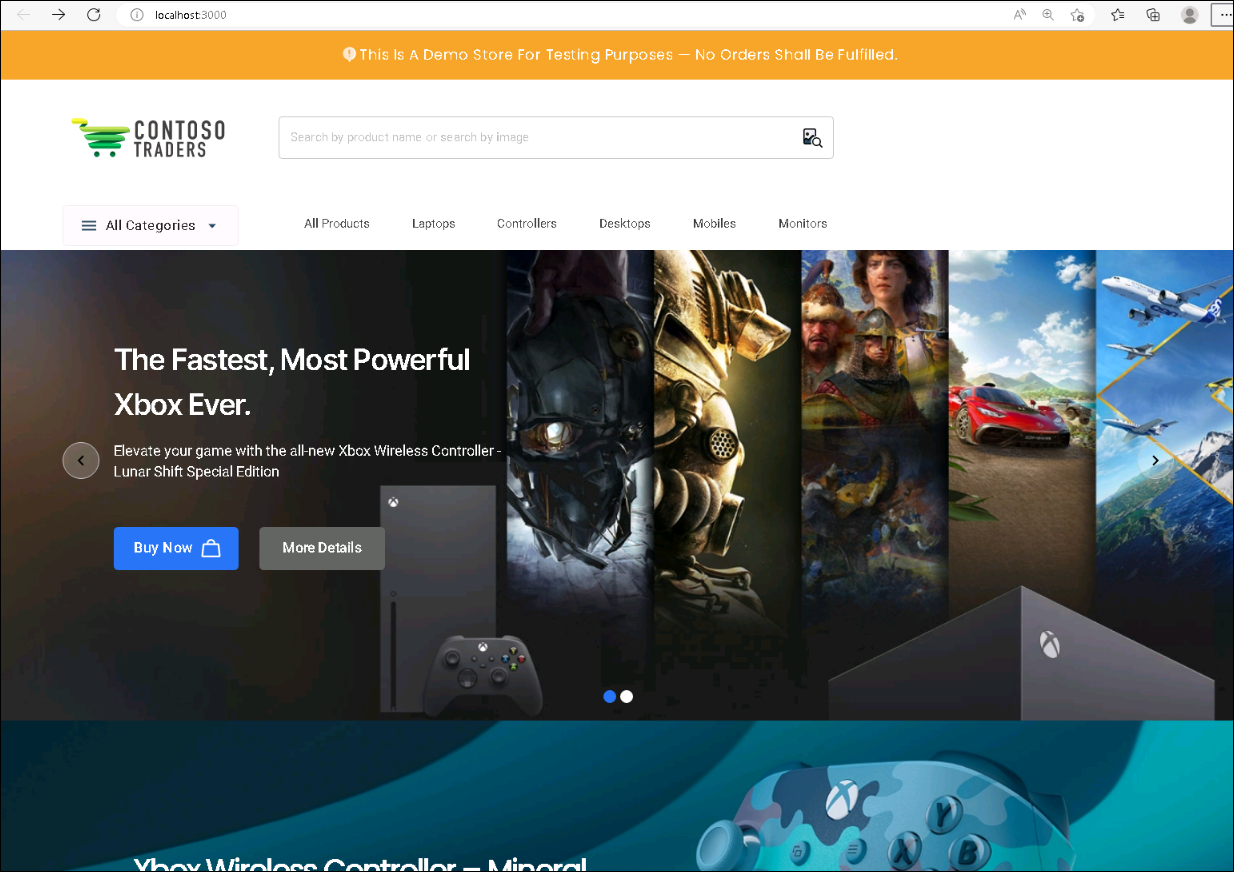 localhost:3000
This Is A Demo Store For Testing Purposes — No Orders Shall Be Fulfilled.
CONTOSO
TRADERS
Search by product name or search by image
All Categories
All Products
Laptops
Controllers
Desktops
Mobiles
Monitors
The Fastest, Most Powerful
Xbox Ever.
Elevate your game with the all-new Xbox Wireless Controller -
Lunar Shift Special Edition
Buy Now
More Details
Y
X
B
Xbox Wireless Controller – Mineral